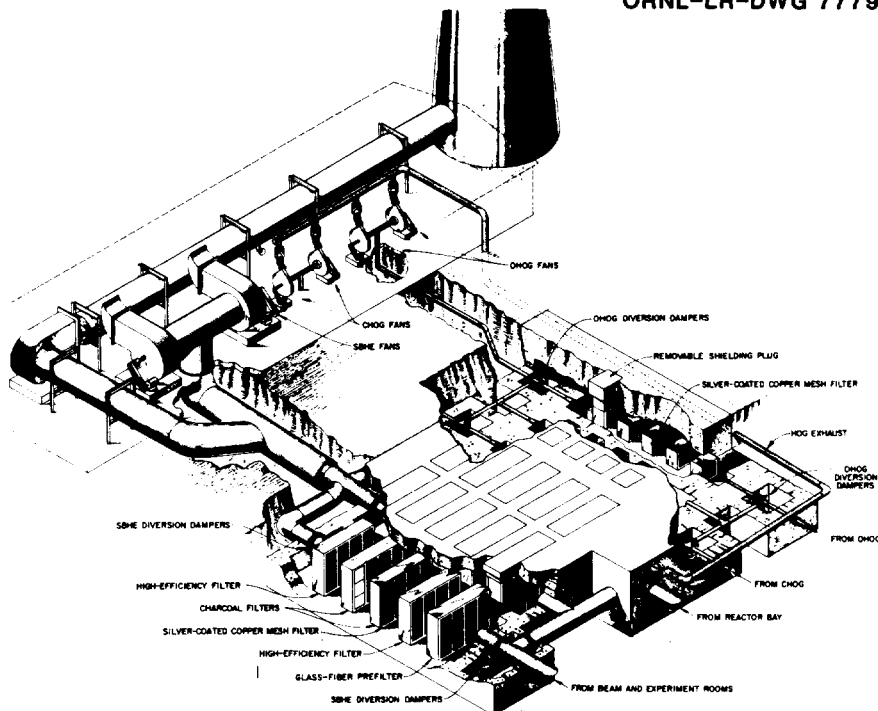 ORNL-LR-DWG 7779
OHOG FANS
CHOG FANS
SBHE FANS
OHOG DIVERSION DAMPERS
REMOVABLE SHIELDING PLUG
SILVER-COATED COPPER MESH FILTER
HOG EXHAUST
OHOG
DIVERSION
DAMPERS
FROM OHOG
FROM CHOG
FROM REACTOR BAY
SBHE DIVERSION DAMPERS
HIGH-EFFICIENCY FILTER
CHARCOAL FILTERS
SILVER-COATED COPPER MESH FILTER
HIGH-EFFICIENCY FILTER
GLASS-FIBER PREFILTER
SBHE DIVERSION DAMPERS
FROM BEAM AND EXPERIMENT ROOMS